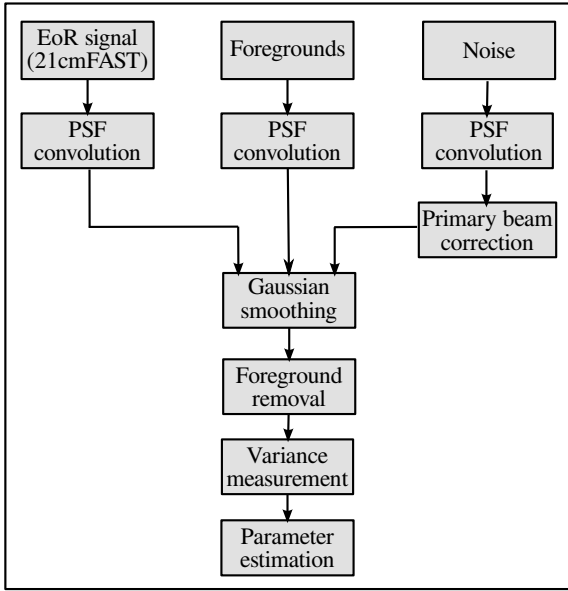 EoR signal
(21cmFAST)
Foregrounds
Noise
PSF
convolution
PSF
convolution
PSF
convolution
Primary beam
correction
Gaussian
smoothing
Foreground
removal
Variance
measurement
Parameter
estimation